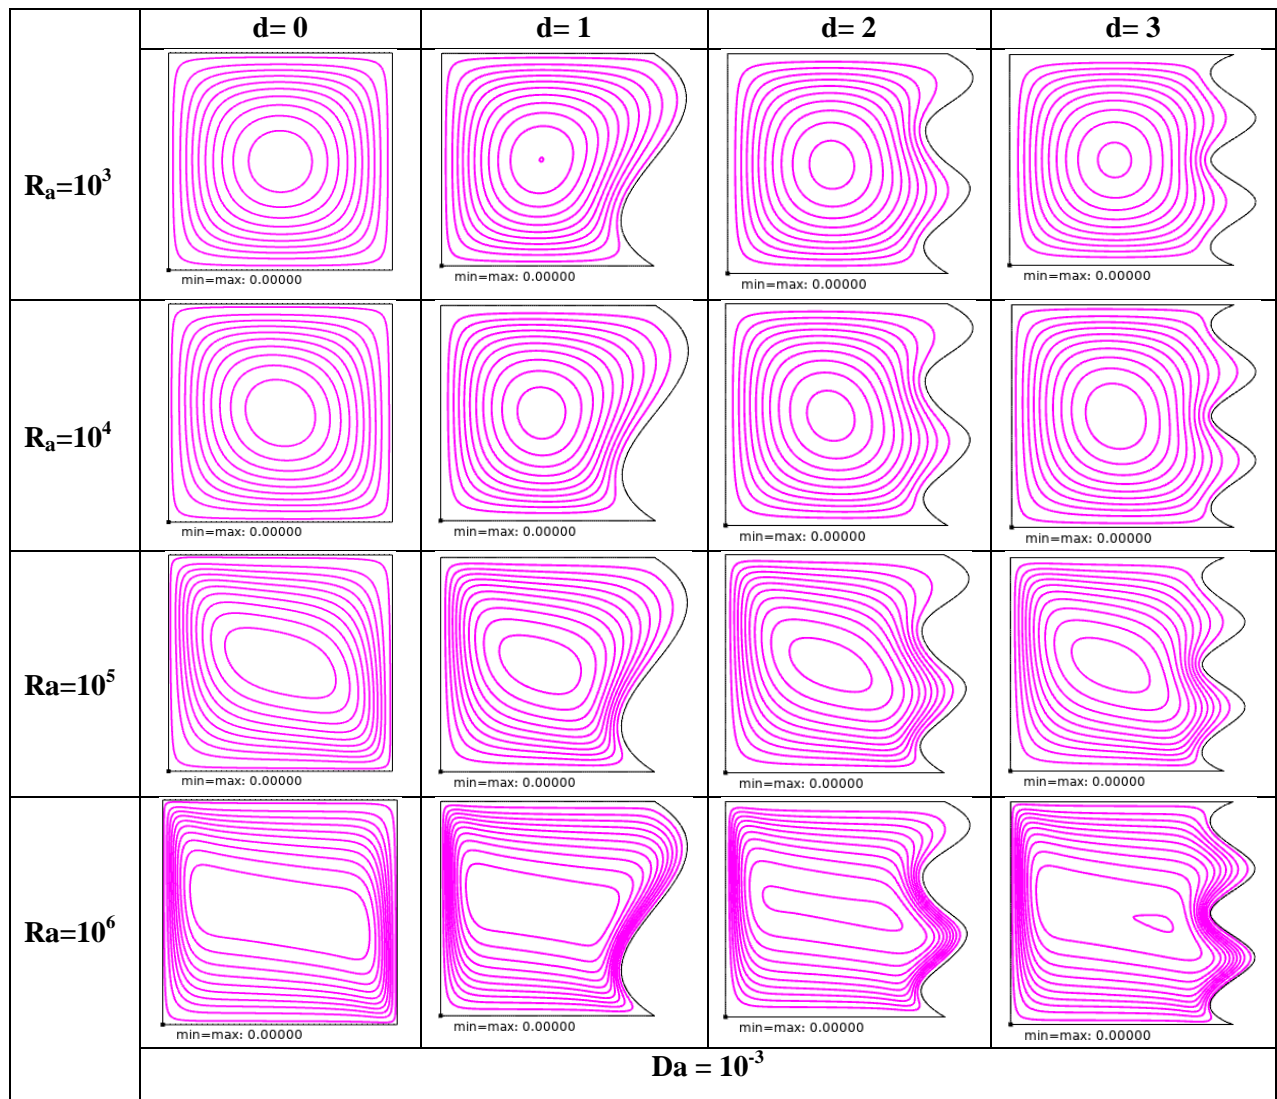 d= 0 d= 1 d= 2 d= 3
Rₐ=10³
min=max: 0.00000 min=max: 0.00000 min=max: 0.00000 min=max: 0.00000
Rₐ=10⁴
min=max: 0.00000 min=max: 0.00000 min=max: 0.00000 min=max: 0.00000
Ra=10⁵
min=max: 0.00000 min=max: 0.00000 min=max: 0.00000 min=max: 0.00000
Ra=10⁶
min=max: 0.00000 min=max: 0.00000 min=max: 0.00000 min=max: 0.00000
Da = 10⁻³